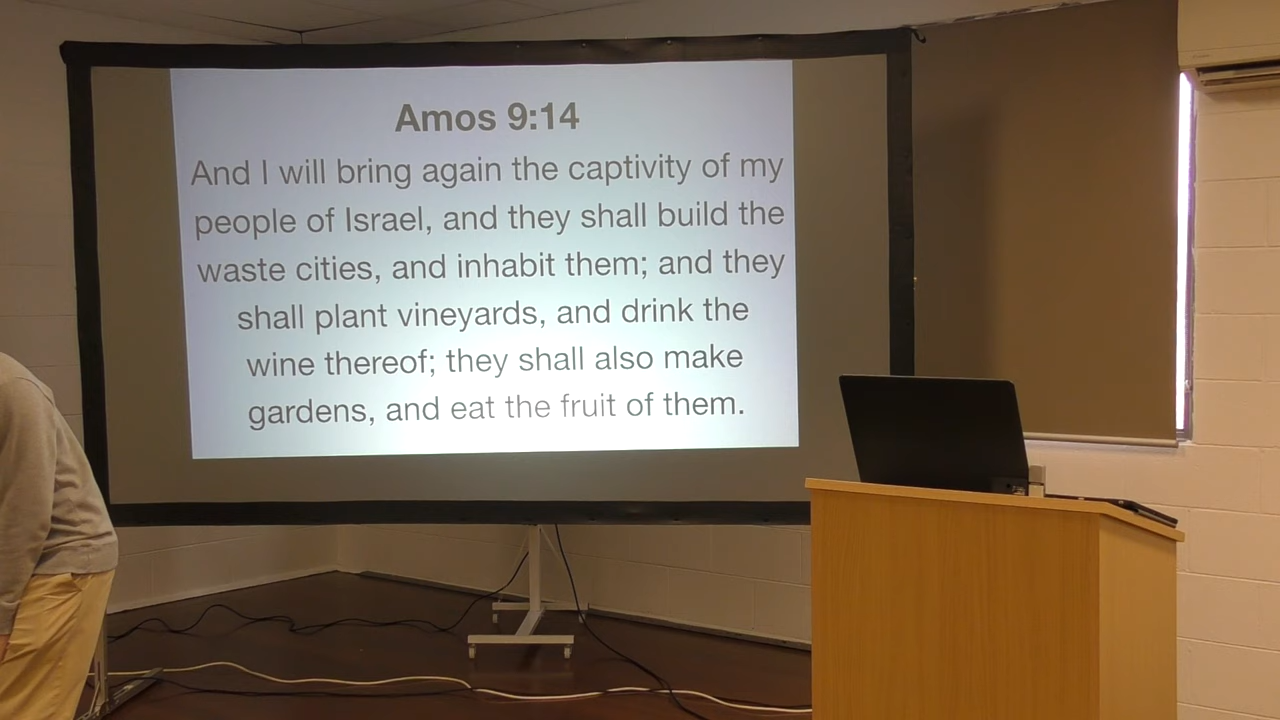 Amos 9:14
And I will bring again the captivity of my
people of Israel, and they shall build the
waste cities, and inhabit them; and they
shall plant vineyards, and drink the
wine thereof; they shall also make
gardens, and eat the fruit of them.